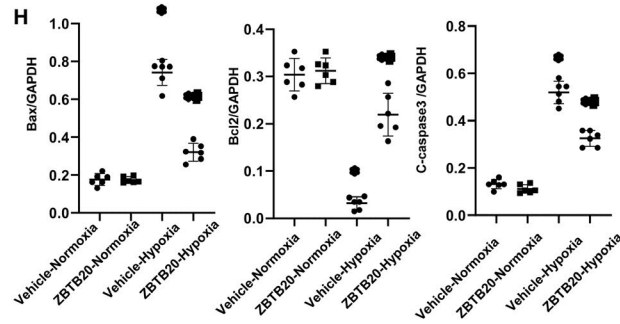 H
Bax/GAPDH
1.0
0.8
0.6
0.4
0.2
0.0
Vehicle-Normoxia
ZBTB20-Normoxia
Vehicle-Hypoxia
ZBTB20-Hypoxia
Bcl2/GAPDH
0.4
0.3
0.2
0.1
0.0
Vehicle-Normoxia
ZBTB20-Normoxia
Vehicle-Hypoxia
ZBTB20-Hypoxia
C-caspase3 /GAPDH
0.8
0.6
0.4
0.2
0.0
Vehicle-Normoxia
ZBTB20-Normoxia
Vehicle-Hypoxia
ZBTB20-Hypoxia